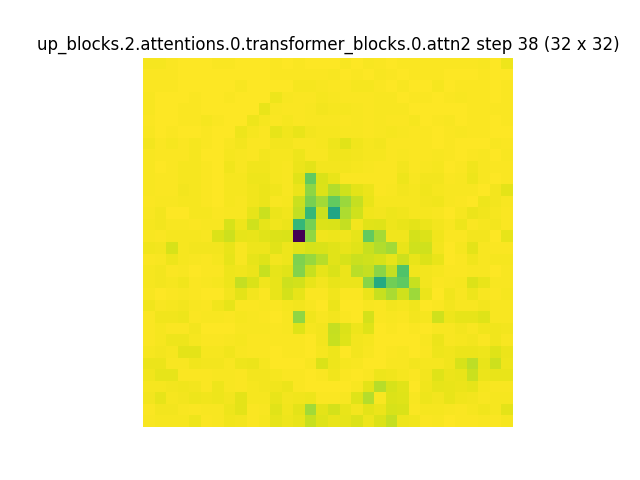 up_blocks.2.attentions.0.transformer_blocks.0.attn2 step 38 (32 x 32)